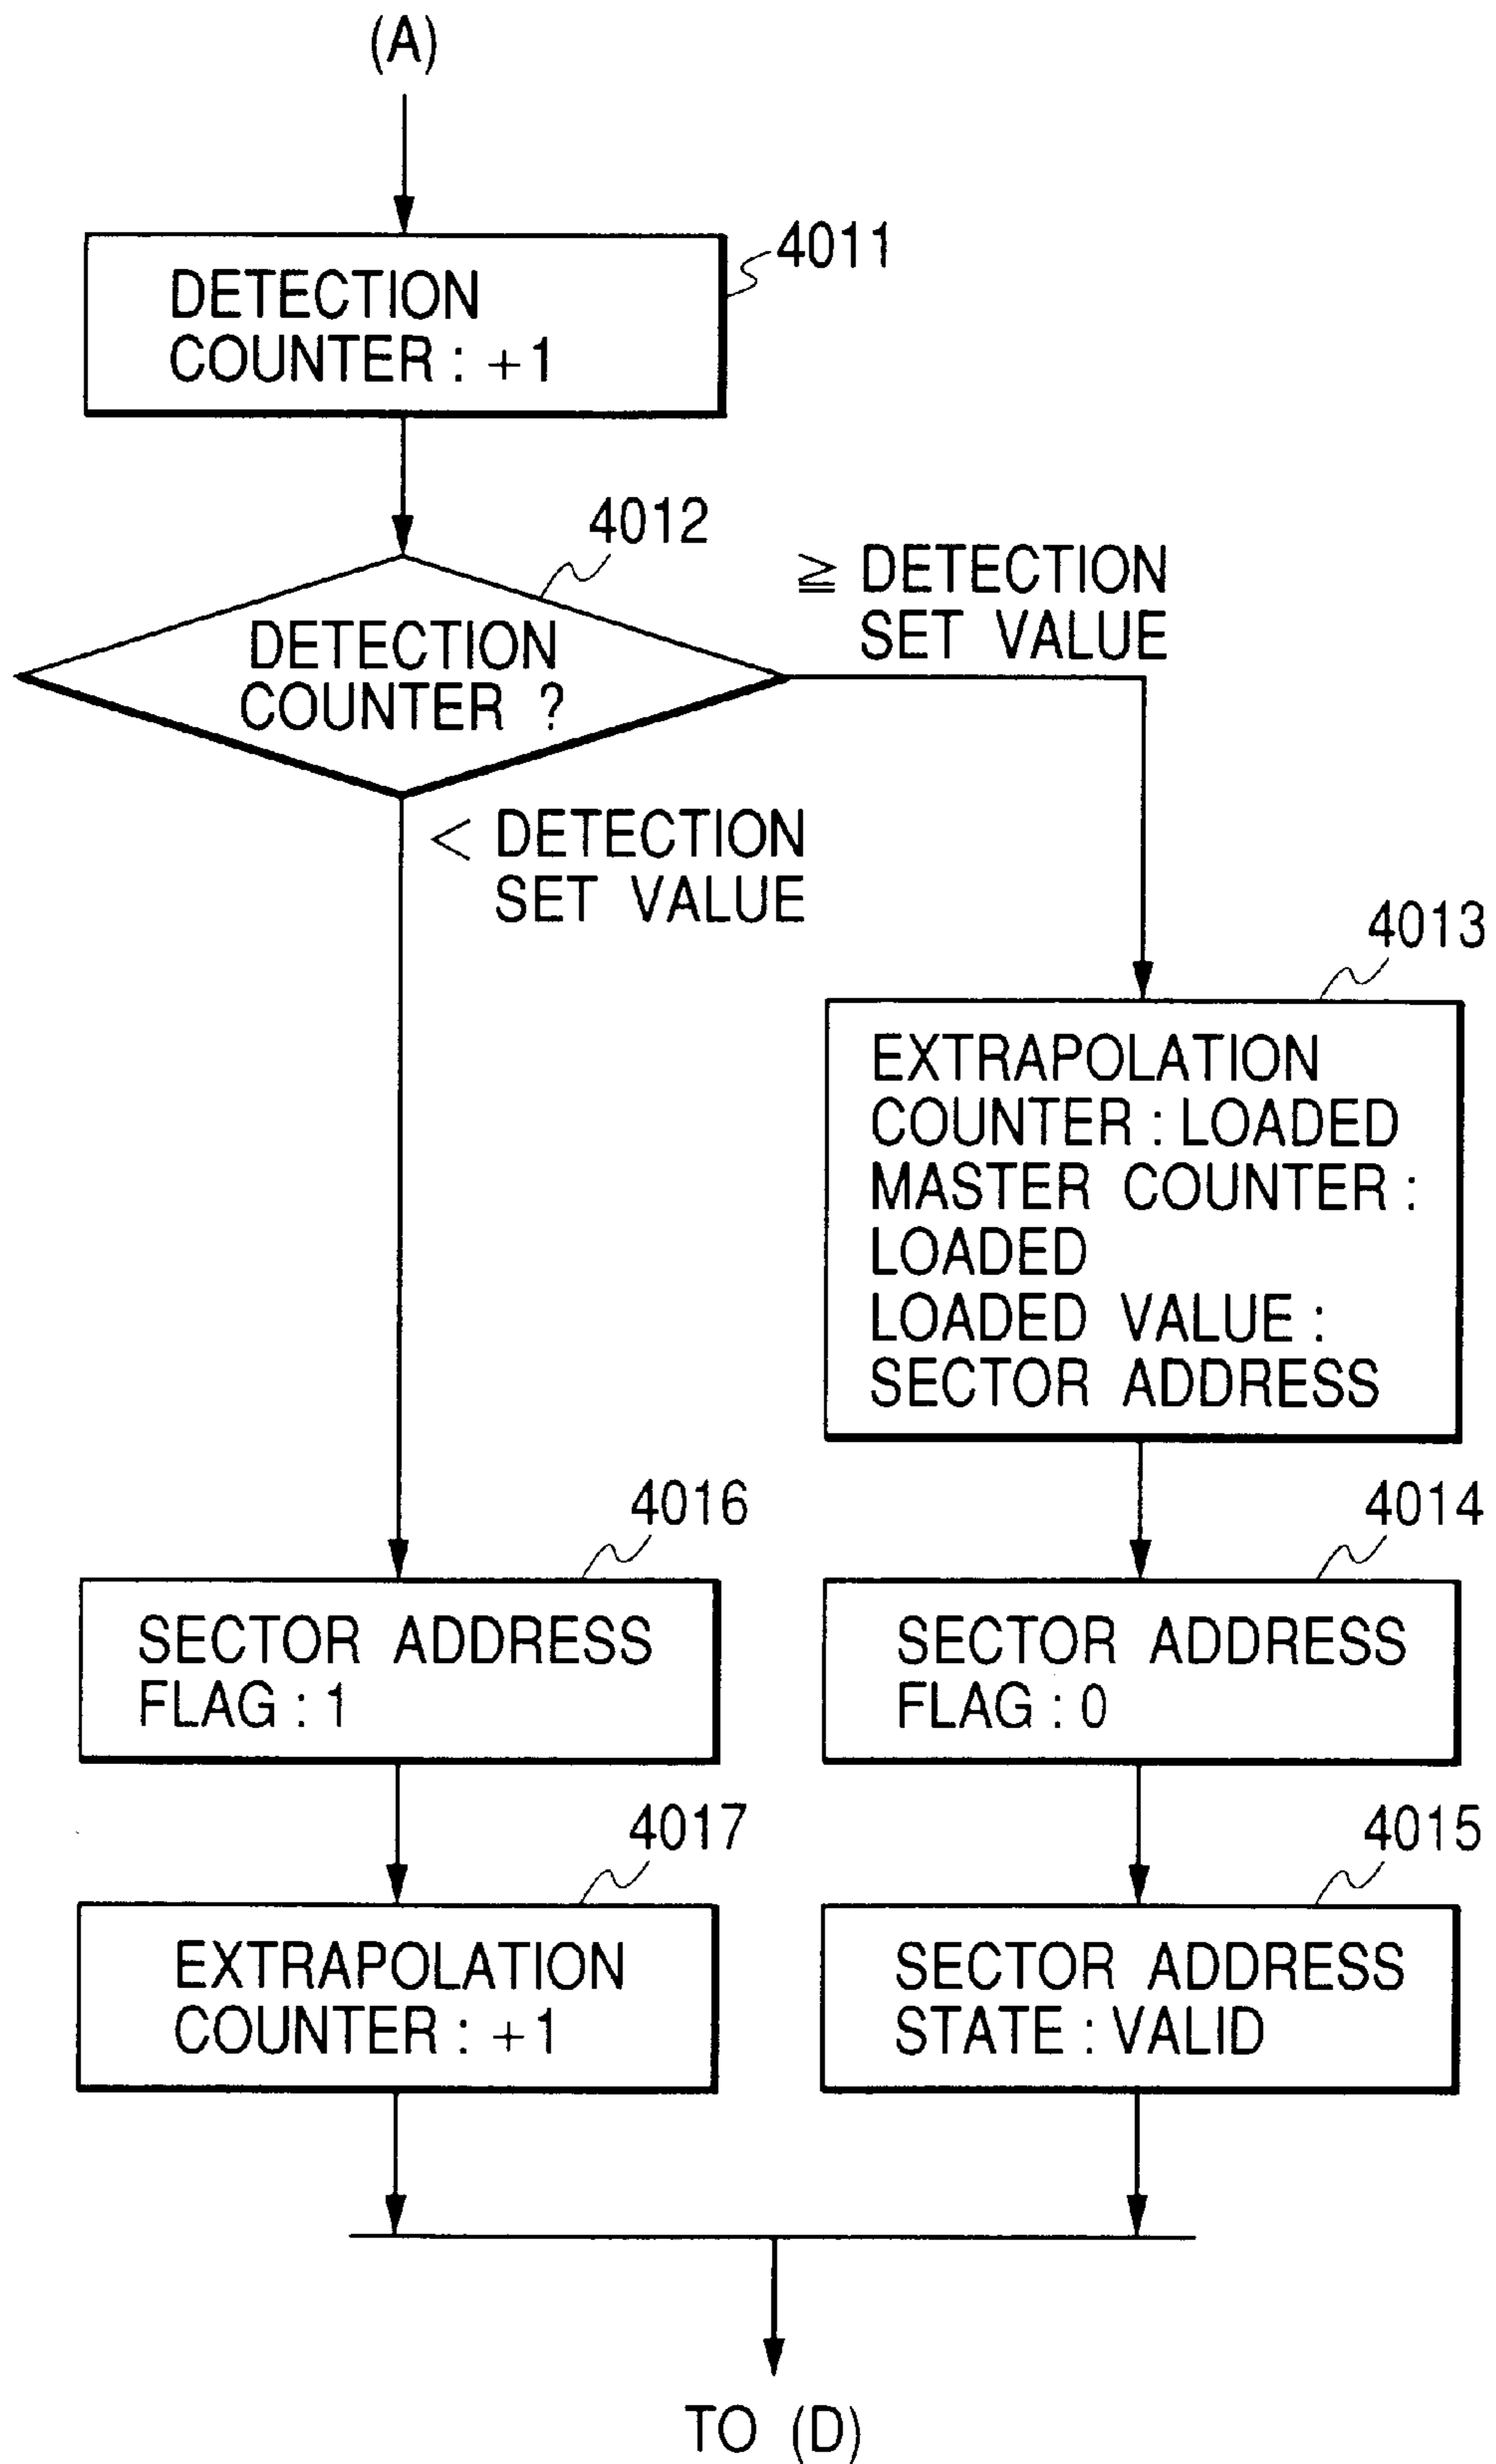 (A)
4011
DETECTION
COUNTER : +1
4012
≧ DETECTION
SET VALUE
DETECTION
COUNTER ?
< DETECTION
SET VALUE
4013
EXTRAPOLATION
COUNTER : LOADED
MASTER COUNTER :
LOADED
LOADED VALUE :
SECTOR ADDRESS
4016
SECTOR ADDRESS
FLAG : 1
4014
SECTOR ADDRESS
FLAG : 0
4017
EXTRAPOLATION
COUNTER : +1
4015
SECTOR ADDRESS
STATE : VALID
TO (D)